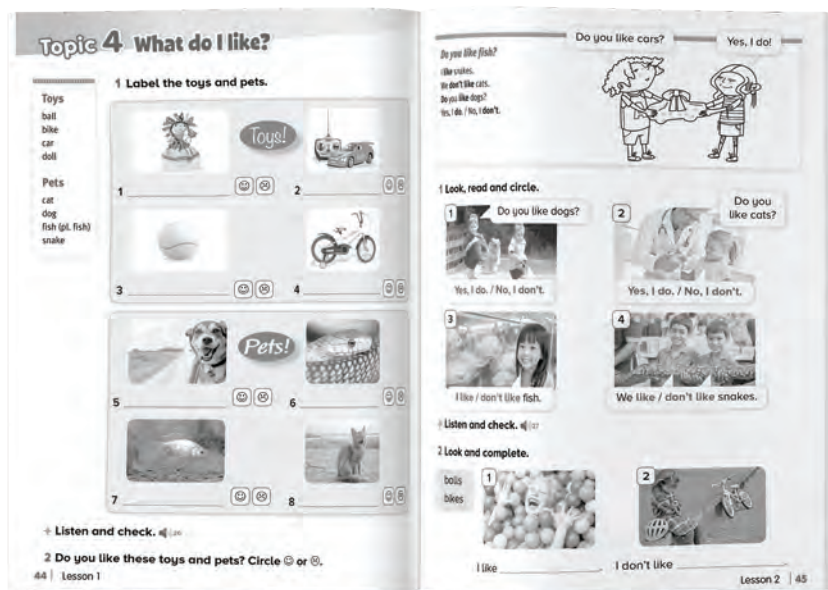 Topic 4 What do I like?
1 Label the toys and pets.
Toys
ball
bike
car
doll
Pets
cat
dog
fish (pl. fish)
snake
Toys!
1
2
3
4
Pets!
5
6
7
8
+ Listen and check.
2 Do you like these toys and pets? Circle ☺ or ☹.
44 | Lesson 1
Do you like fish?
I like snakes.
We don't like cats.
Do you like dogs?
Yes, I do. / No, I don't.
Do you like cars?
Yes, I do!
1 Look, read and circle.
1
Do you like dogs?
Yes, I do. / No, I don't.
2
Do you
like cats?
Yes, I do. / No, I don't.
3
I like / don't like fish.
4
We like / don't like snakes.
+ Listen and check.
2 Look and complete.
balls
bikes
1
I like ____________
2
I don't like ____________
Lesson 2 | 45